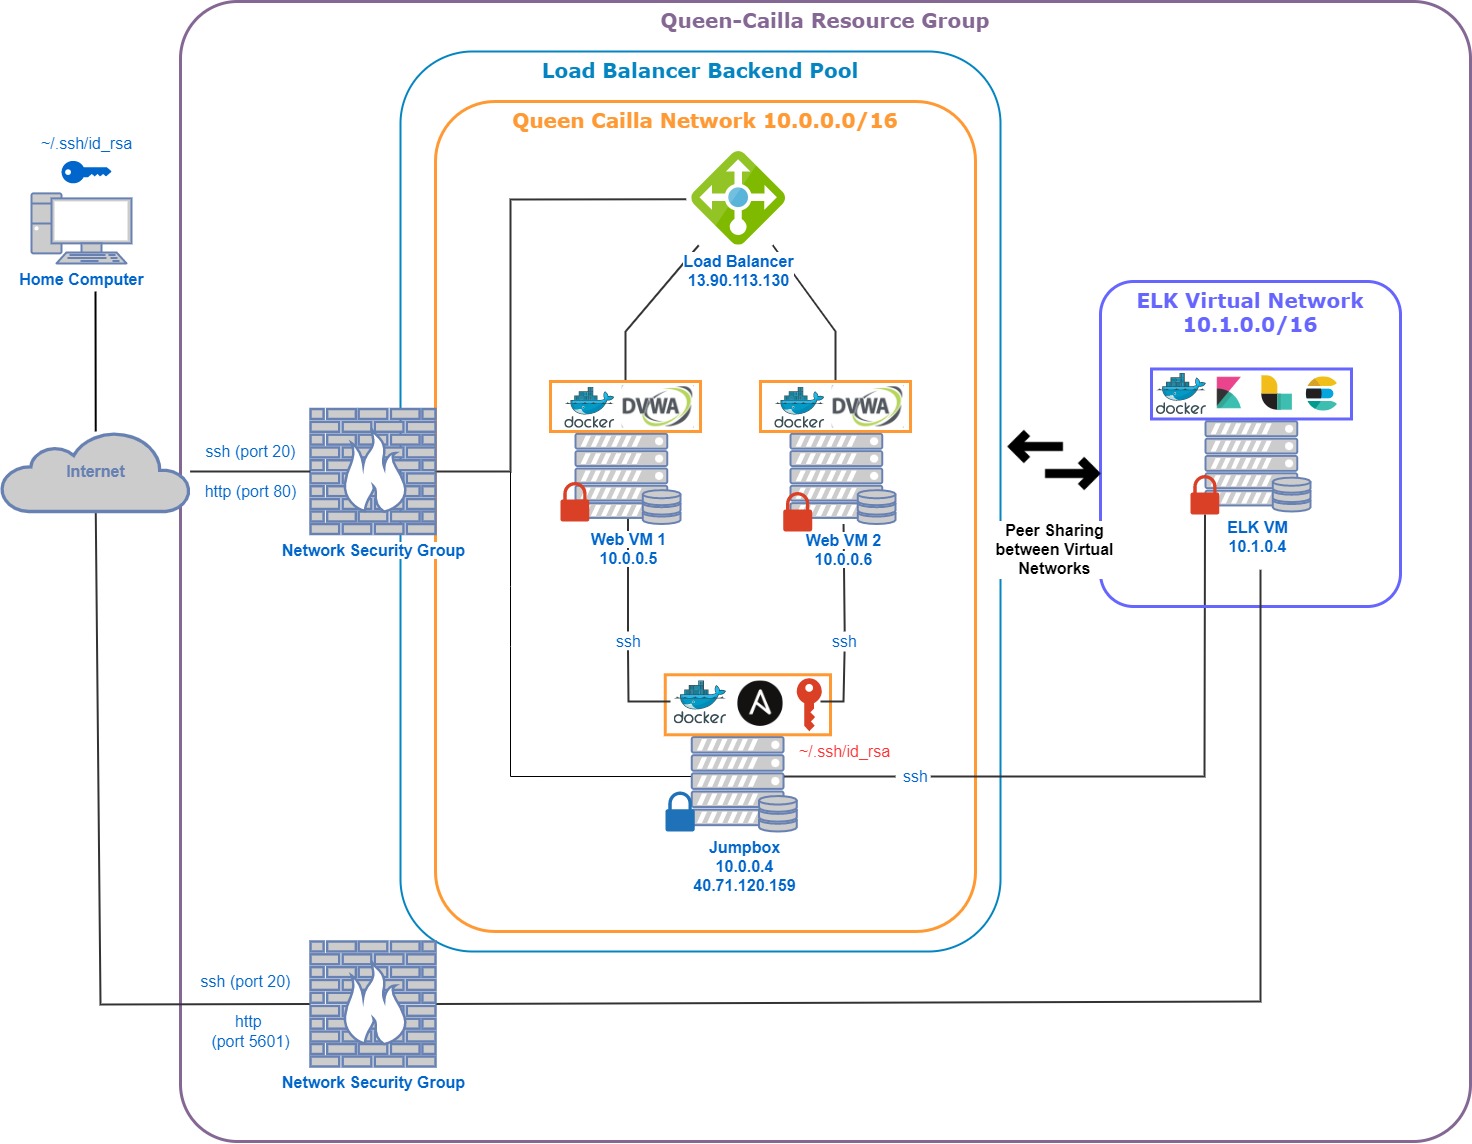 Queen-Cailla Resource Group
Load Balancer Backend Pool
Queen Cailla Network 10.0.0.0/16
~/.ssh/id_rsa
Home Computer
Load Balancer
13.90.113.130
ELK Virtual Network
10.1.0.0/16
docker
DVWA
docker
DVWA
docker
Internet
ssh (port 20)
http (port 80)
Network Security Group
Web VM 1
10.0.0.5
Web VM 2
10.0.0.6
Peer Sharing
between Virtual
Networks
ELK VM
10.1.0.4
ssh
ssh
docker
A
~/.ssh/id_rsa
ssh
Jumpbox
10.0.0.4
40.71.120.159
ssh (port 20)
http
(port 5601)
Network Security Group